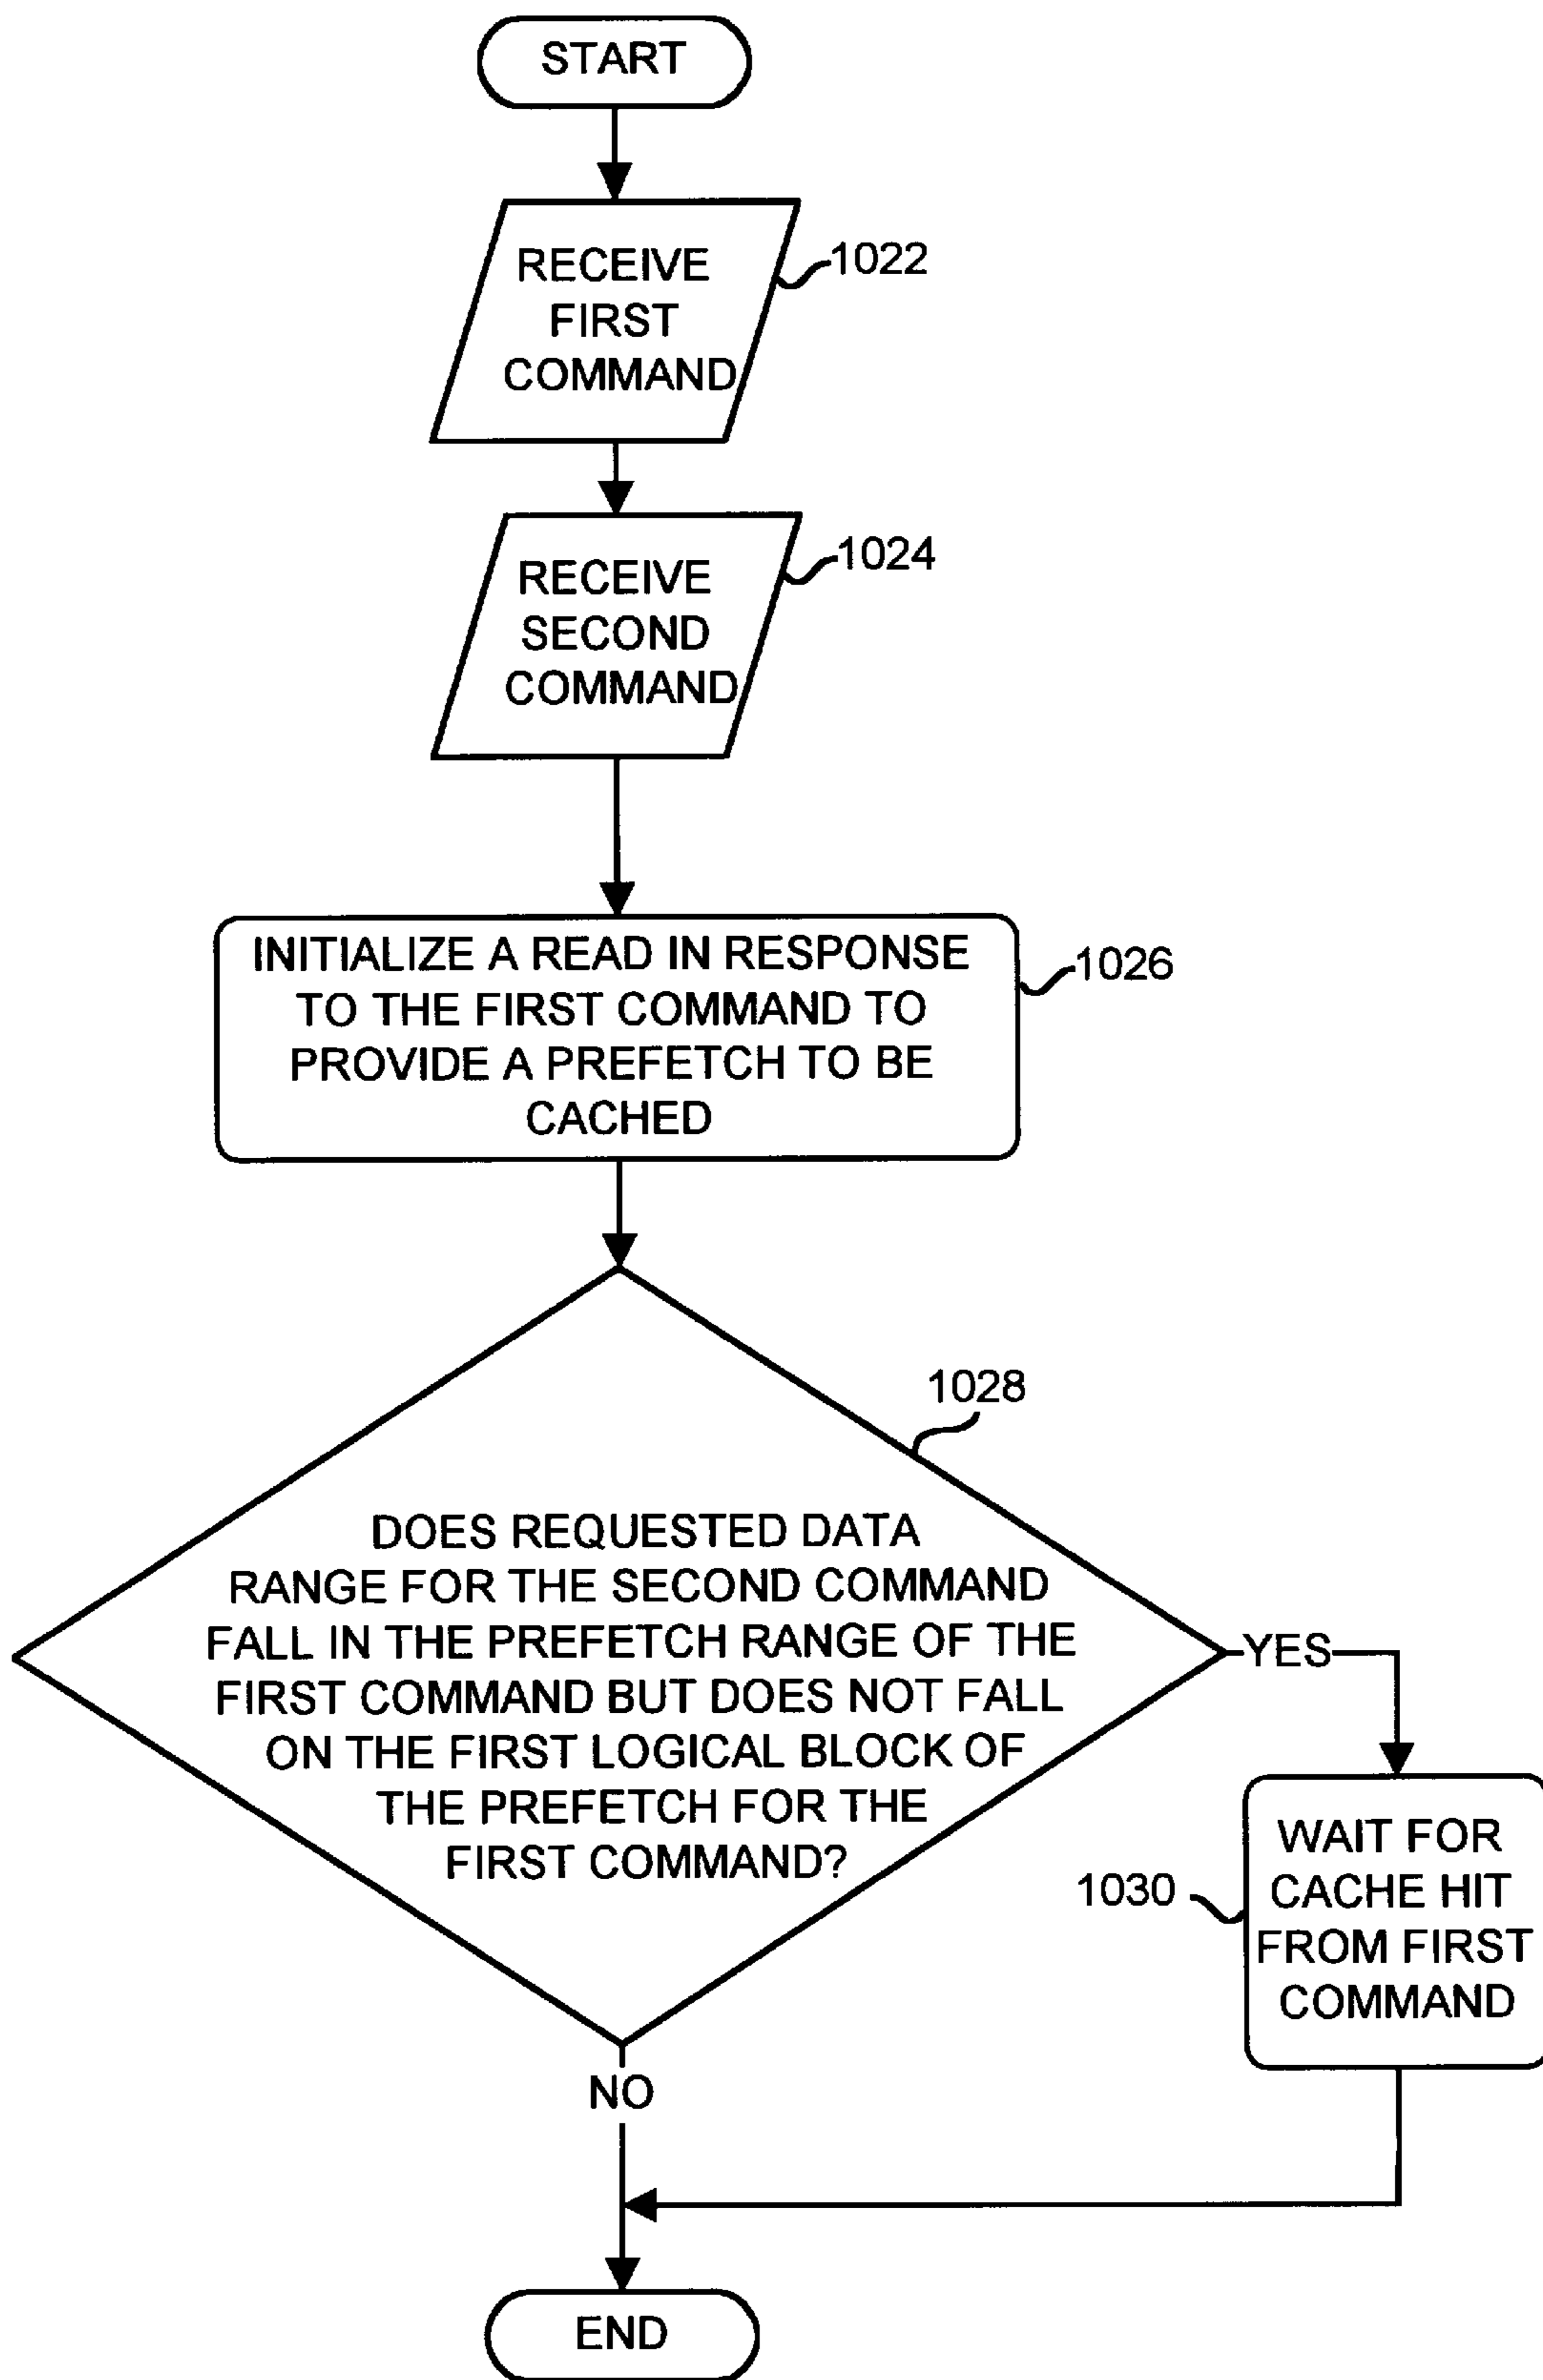 START
RECEIVE
FIRST
COMMAND
1022
RECEIVE
SECOND
COMMAND
1024
INITIALIZE A READ IN RESPONSE
TO THE FIRST COMMAND TO
PROVIDE A PREFETCH TO BE
CACHED
1026
1028
DOES REQUESTED DATA
RANGE FOR THE SECOND COMMAND
FALL IN THE PREFETCH RANGE OF THE
FIRST COMMAND BUT DOES NOT FALL
ON THE FIRST LOGICAL BLOCK OF
THE PREFETCH FOR THE
FIRST COMMAND?
YES
WAIT FOR
CACHE HIT
FROM FIRST
COMMAND
1030
NO
END